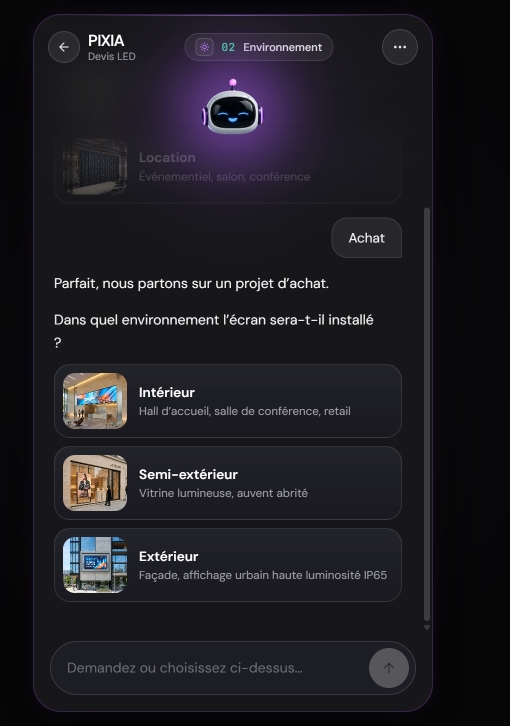 PIXIA
Devis LED
02 Environnement
Location
Événementiel, salon, conférence
Achat
Parfait, nous partons sur un projet d’achat.
Dans quel environnement l’écran sera-t-il installé
?
Intérieur
Hall d’accueil, salle de conférence, retail
Semi-extérieur
Vitrine lumineuse, auvent abrité
Extérieur
Façade, affichage urbain haute luminosité IP65
Demandez ou choisissez ci-dessus...